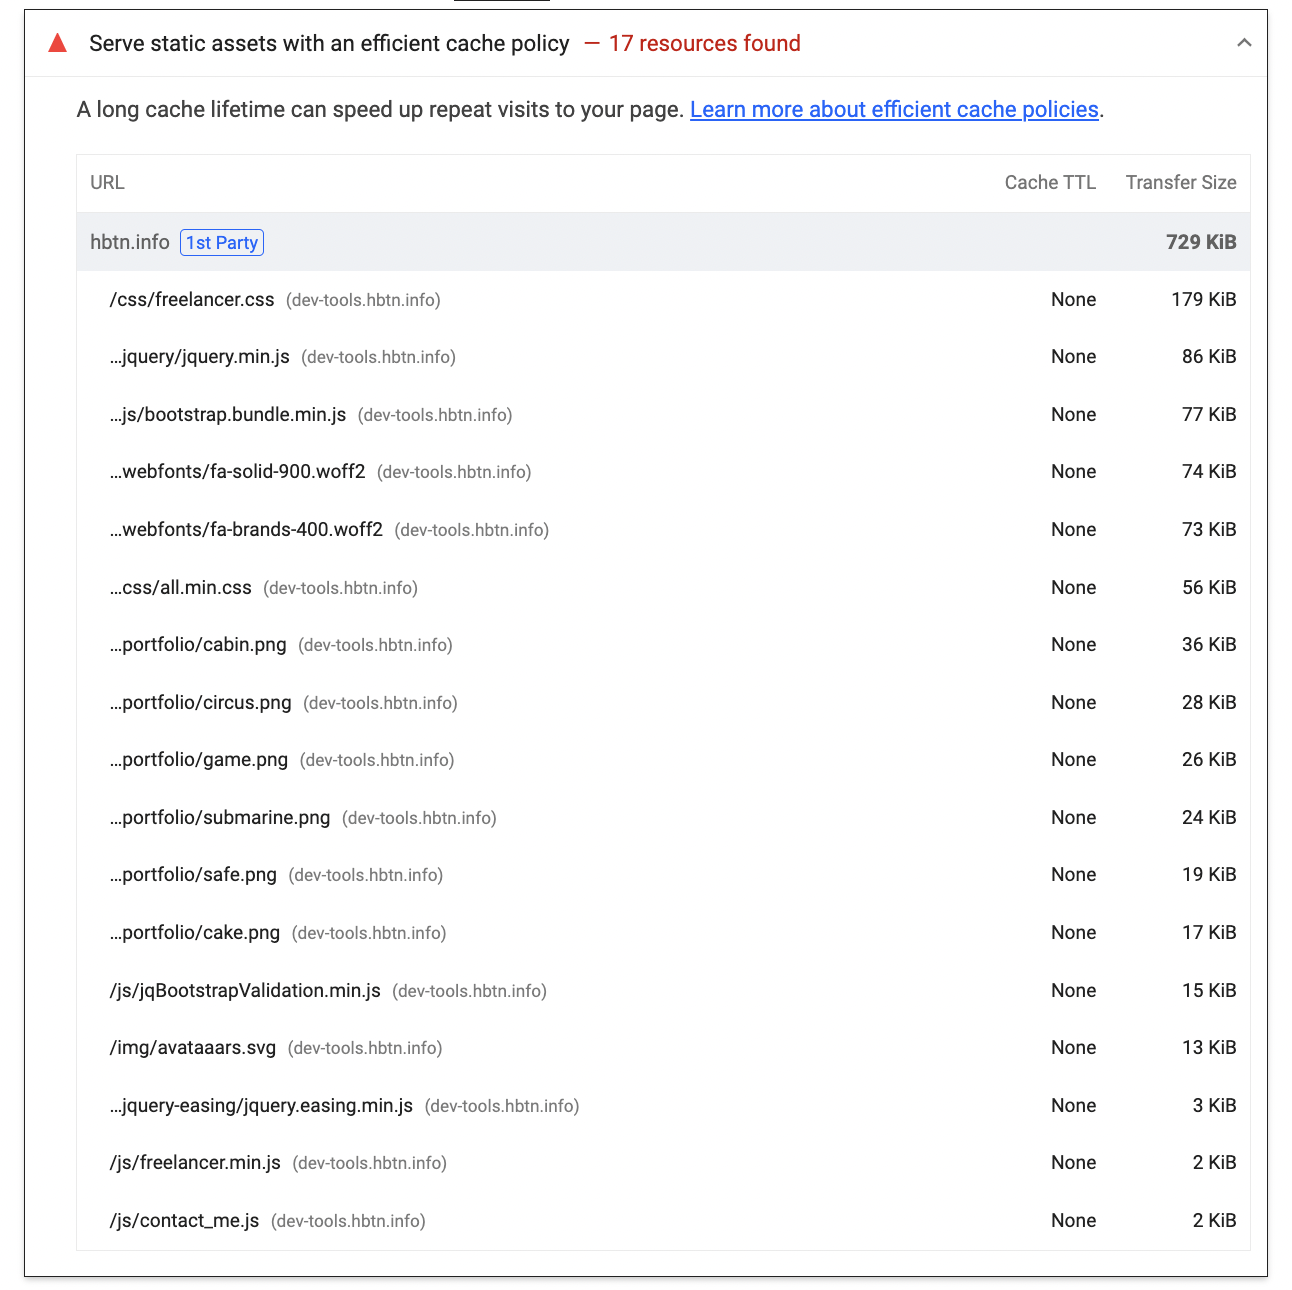 Serve static assets with an efficient cache policy — 17 resources found
A long cache lifetime can speed up repeat visits to your page. Learn more about efficient cache policies.
URL Cache TTL Transfer Size
hbtn.info 1st Party 729 KiB
/css/freelancer.css (dev-tools.hbtn.info) None 179 KiB
…jquery/jquery.min.js (dev-tools.hbtn.info) None 86 KiB
…js/bootstrap.bundle.min.js (dev-tools.hbtn.info) None 77 KiB
…webfonts/fa-solid-900.woff2 (dev-tools.hbtn.info) None 74 KiB
…webfonts/fa-brands-400.woff2 (dev-tools.hbtn.info) None 73 KiB
…css/all.min.css (dev-tools.hbtn.info) None 56 KiB
…portfolio/cabin.png (dev-tools.hbtn.info) None 36 KiB
…portfolio/circus.png (dev-tools.hbtn.info) None 28 KiB
…portfolio/game.png (dev-tools.hbtn.info) None 26 KiB
…portfolio/submarine.png (dev-tools.hbtn.info) None 24 KiB
…portfolio/safe.png (dev-tools.hbtn.info) None 19 KiB
…portfolio/cake.png (dev-tools.hbtn.info) None 17 KiB
/js/jqBootstrapValidation.min.js (dev-tools.hbtn.info) None 15 KiB
/img/avataaars.svg (dev-tools.hbtn.info) None 13 KiB
…jquery-easing/jquery.easing.min.js (dev-tools.hbtn.info) None 3 KiB
/js/freelancer.min.js (dev-tools.hbtn.info) None 2 KiB
/js/contact_me.js (dev-tools.hbtn.info) None 2 KiB